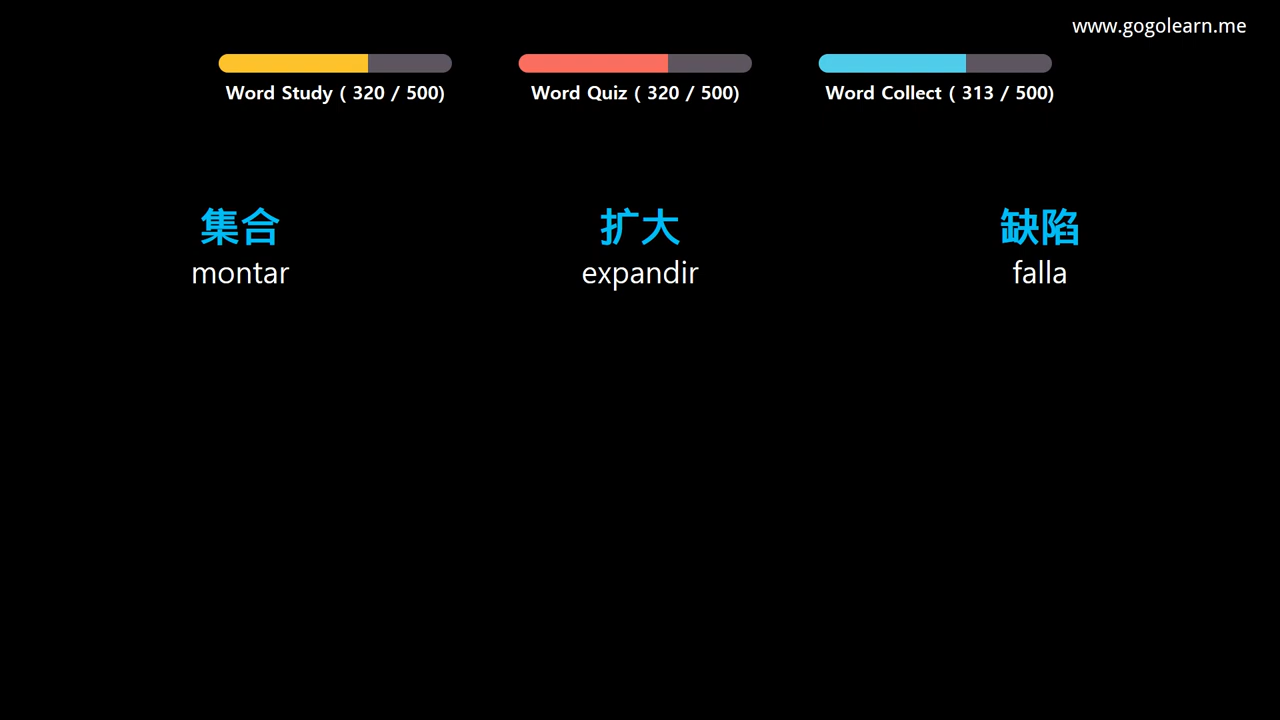 www.gogolearn.me
Word Study ( 320 / 500)
Word Quiz ( 320 / 500)
Word Collect ( 313 / 500)
集合
montar
扩大
expandir
缺陷
falla